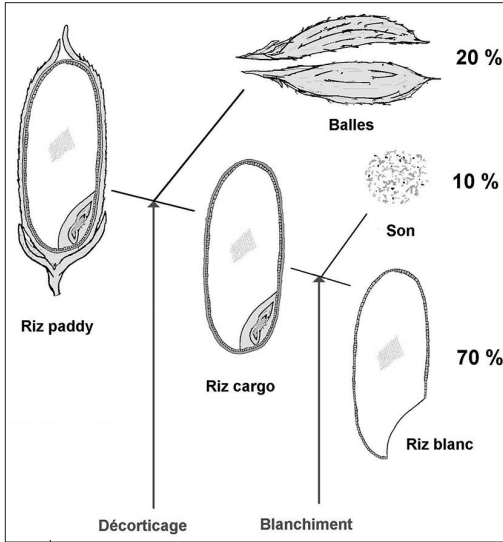 20 %
Balles
10 %
Son
Riz paddy
70 %
Riz cargo
Riz blanc
Décorticage
Blanchiment